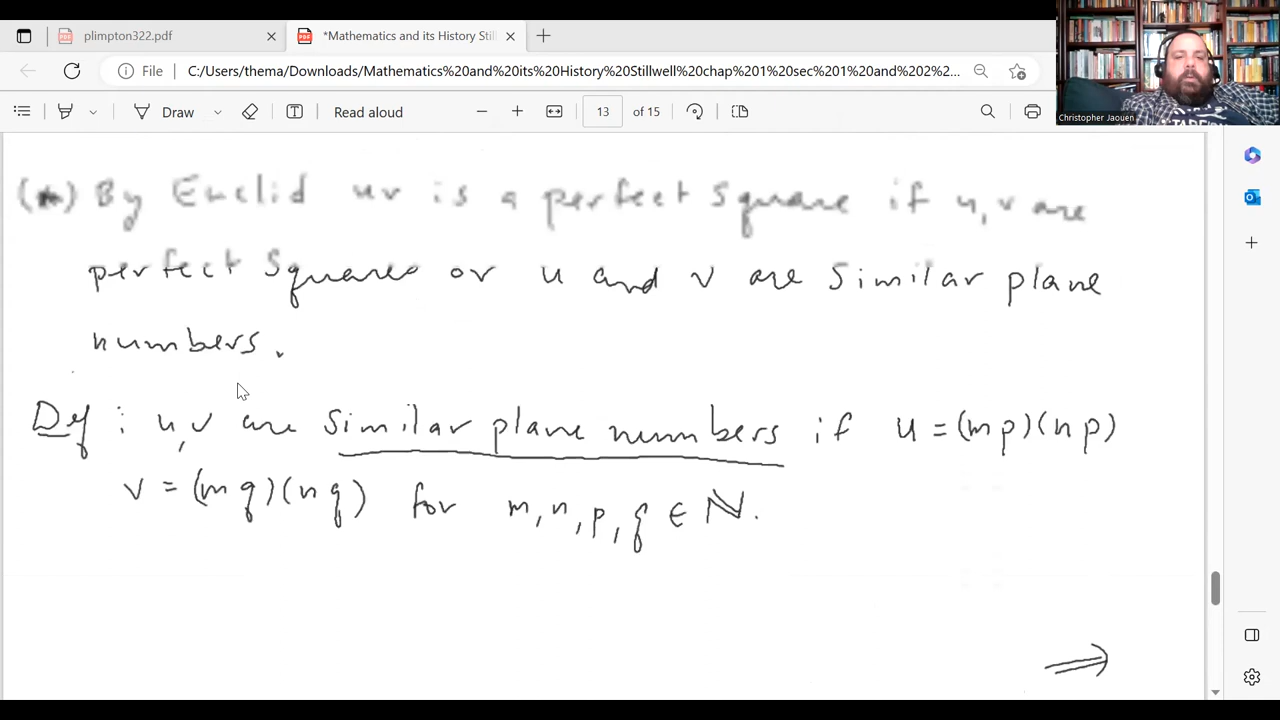 plimpton322.pdf
*Mathematics and its History Still
File
C:/Users/thema/Downloads/Mathematics%20and%20its%20History%20Stillwell%20chap%201%20sec%201%20and%202%2...
Draw
Read aloud
13 of 15
Christopher Jaouen
(*) By Euclid uv is a perfect square if u, v are
perfect squares or u and v are similar plane
numbers.
Def : u, v are similar plane numbers if u = (mp)(np)
v = (mq)(nq) for m, n, p, q ∈ ℕ.
⇒